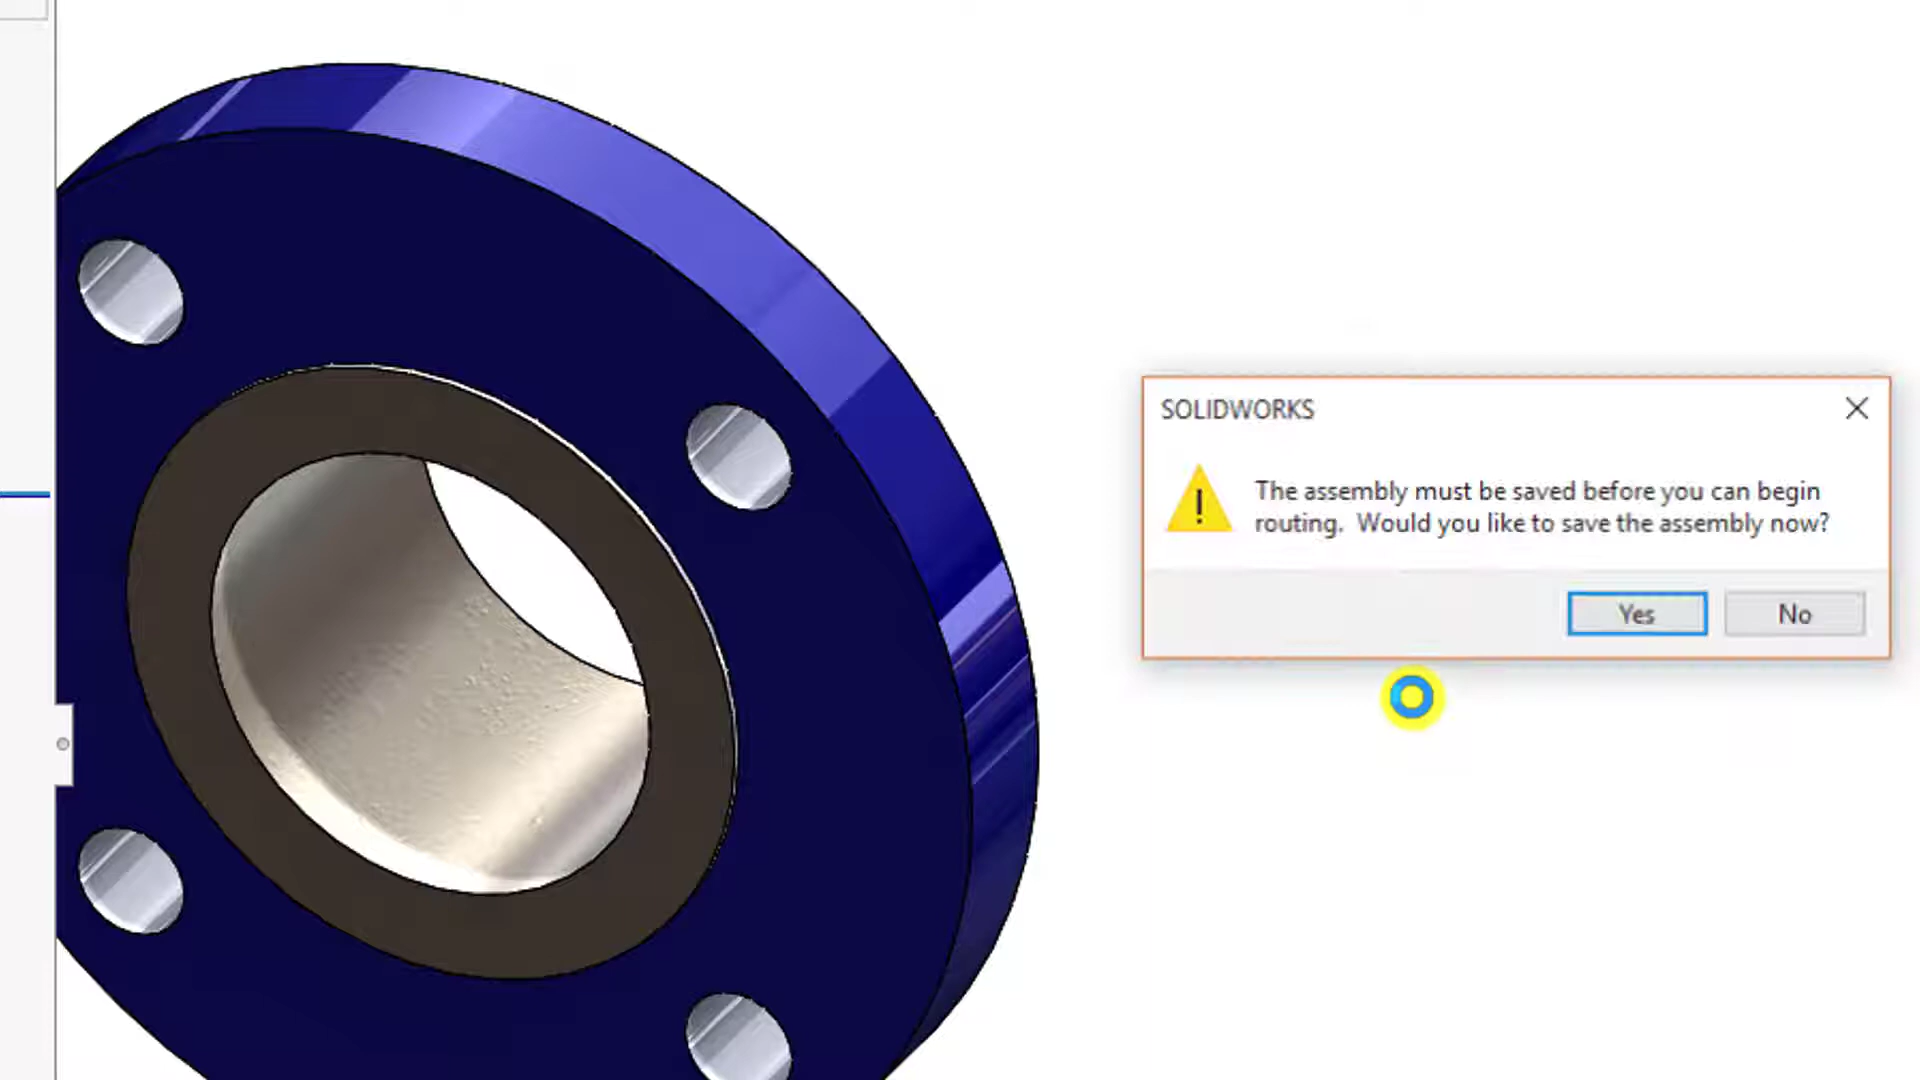 SOLIDWORKS
The assembly must be saved before you can begin
routing.  Would you like to save the assembly now?
Yes
No